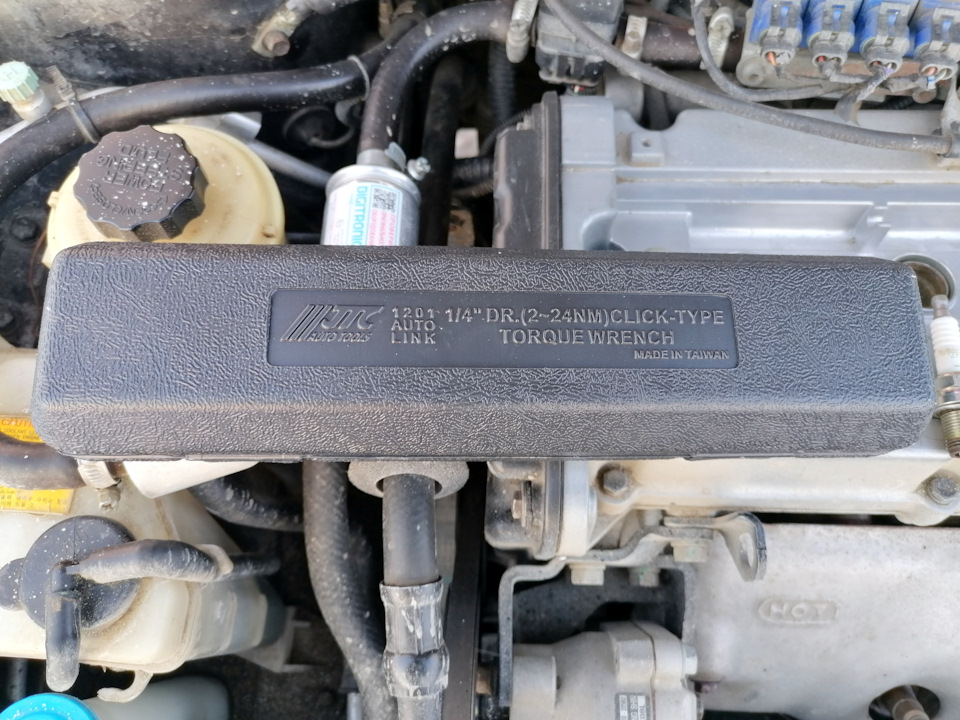 POWER
STEERING
FLUID
DIGITRONIC
JTC
AUTO TOOLS
1201
AUTO
LINK
1/4" DR.(2~24NM)CLICK-TYPE
TORQUE WRENCH
MADE IN TAIWAN
HOT